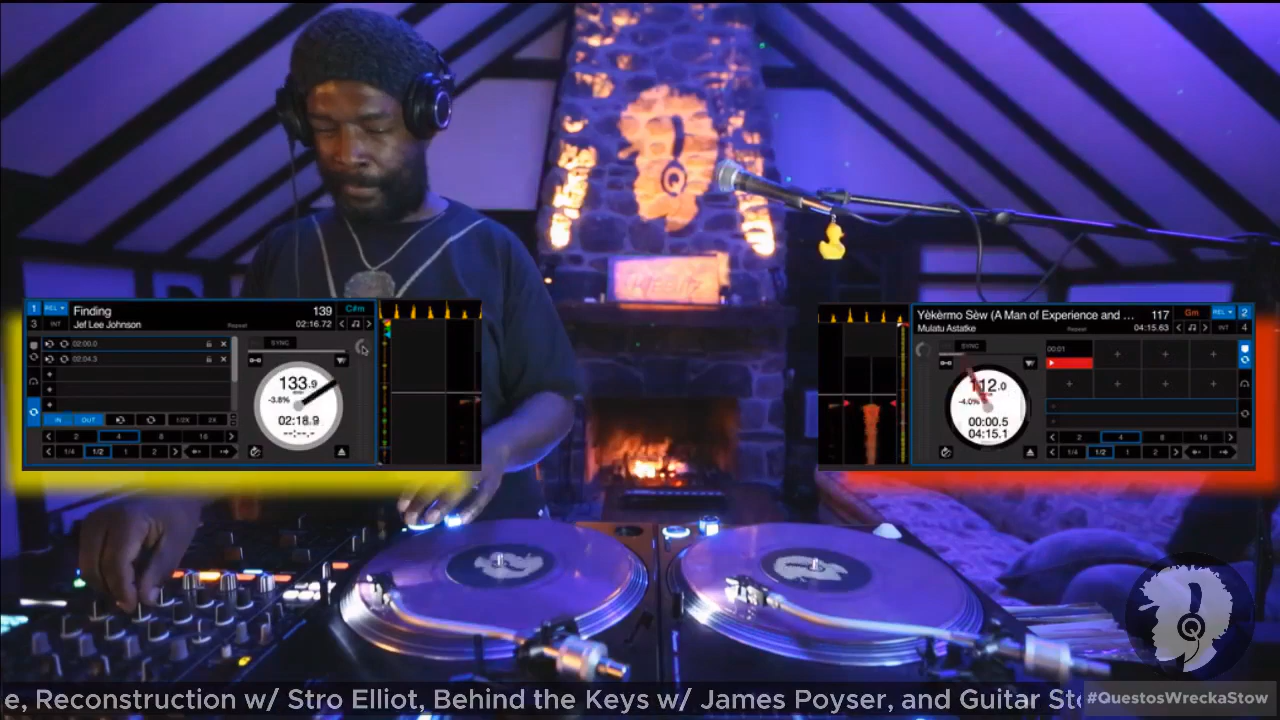 1 REL Finding 139 C#m
3 INT Jef Lee Johnson Repeat 02:16.72
SYNC
02:00.0
02:04.3
133.9
-3.8%
02:18.9
--:--.-
IN OUT 1/2X 2X
2 4 8 16
1/4 1/2 1 2
Yèkèrmo Sèw (A Man of Experience and ... 117 Gm REL 2
Mulatu Astatke Repeat 04:15.63 INT 4
SYNC
00:01
112.0
-4.0%
00:00.5
04:15.1
2 4 8 16
1/4 1/2 1 2
Q
Q
e, Reconstruction w/ Stro Elliot, Behind the Keys w/ James Poyser, and Guitar Sto
#QuestosWreckaStow